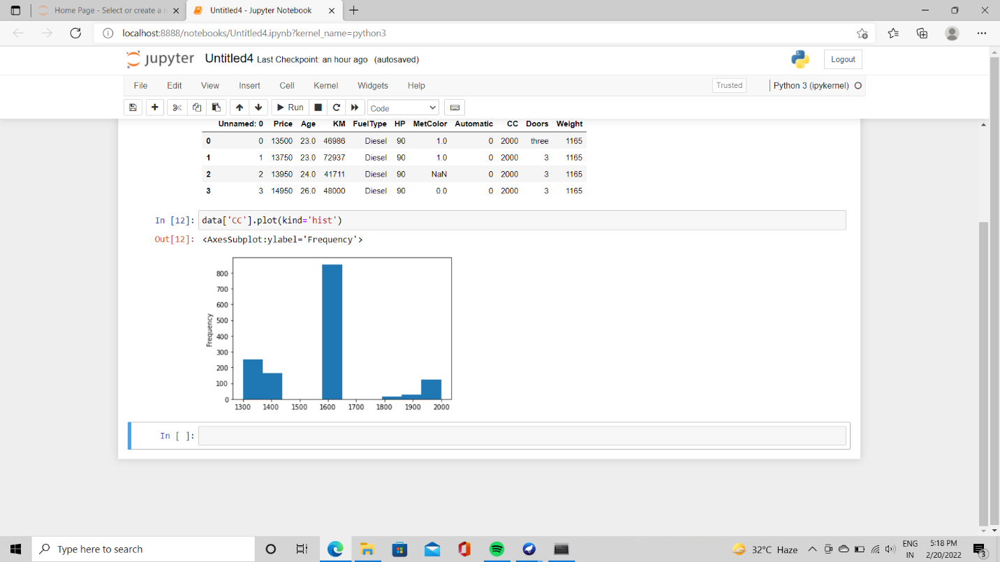 Home Page - Select or create a n
Untitled4 - Jupyter Notebook
localhost:8888/notebooks/Untitled4.ipynb?kernel_name=python3
jupyter Untitled4 Last Checkpoint: an hour ago (autosaved)
Logout
File Edit View Insert Cell Kernel Widgets Help
Trusted
Python 3 (ipykernel)
Run
Code
Unnamed: 0 Price Age KM FuelType HP MetColor Automatic CC Doors Weight
0 0 13500 23.0 46986 Diesel 90 1.0 0 2000 three 1165
1 1 13750 23.0 72937 Diesel 90 1.0 0 2000 3 1165
2 2 13950 24.0 41711 Diesel 90 NaN 0 2000 3 1165
3 3 14950 26.0 48000 Diesel 90 0.0 0 2000 3 1165
In [12]: data['CC'].plot(kind='hist')
Out[12]: <AxesSubplot:ylabel='Frequency'>
800
700
600
500
400
300
200
100
0
Frequency
1300 1400 1500 1600 1700 1800 1900 2000
In [ ]:
Type here to search
32°C Haze
ENG
IN
5:18 PM
2/20/2022
3